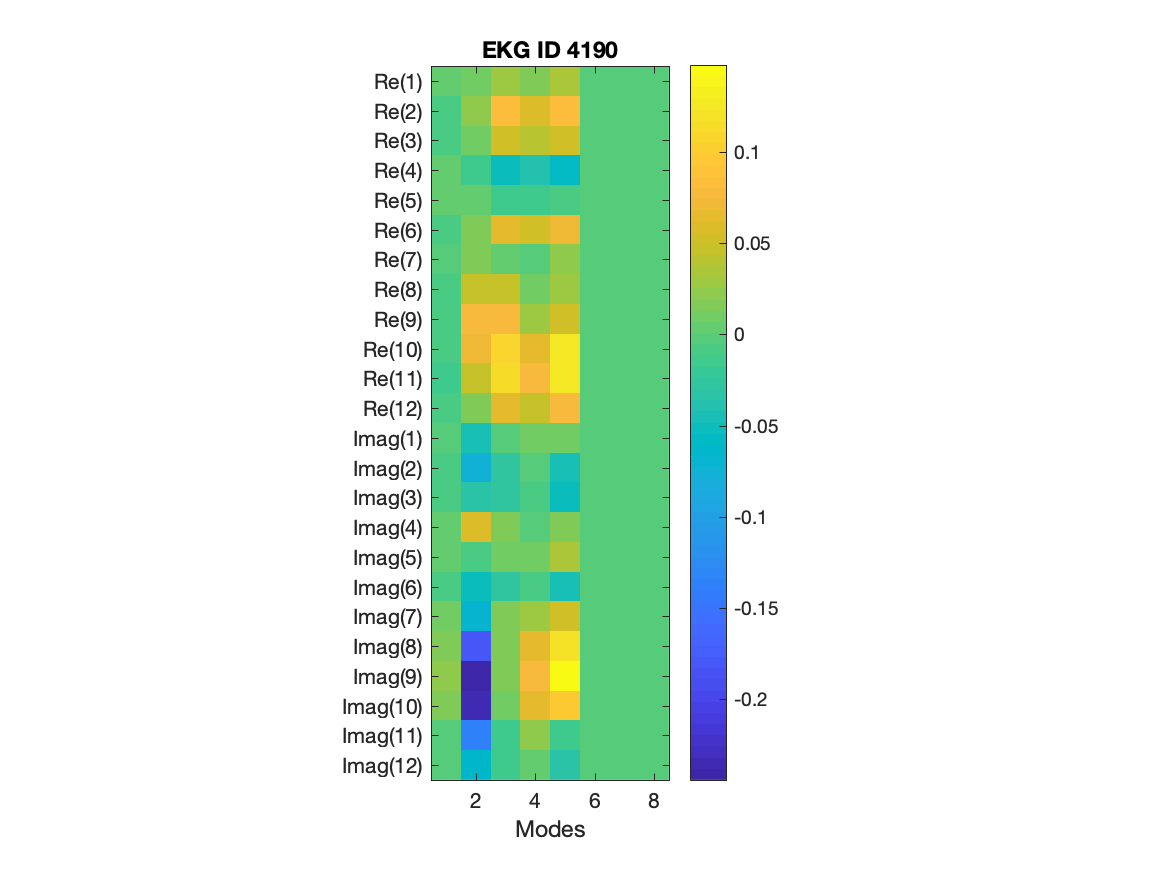 EKG ID 4190
Re(1)
Re(2)
Re(3)
Re(4)
Re(5)
Re(6)
Re(7)
Re(8)
Re(9)
Re(10)
Re(11)
Re(12)
Imag(1)
Imag(2)
Imag(3)
Imag(4)
Imag(5)
Imag(6)
Imag(7)
Imag(8)
Imag(9)
Imag(10)
Imag(11)
Imag(12)
2 4 6 8
Modes
0.1
0.05
0
-0.05
-0.1
-0.15
-0.2